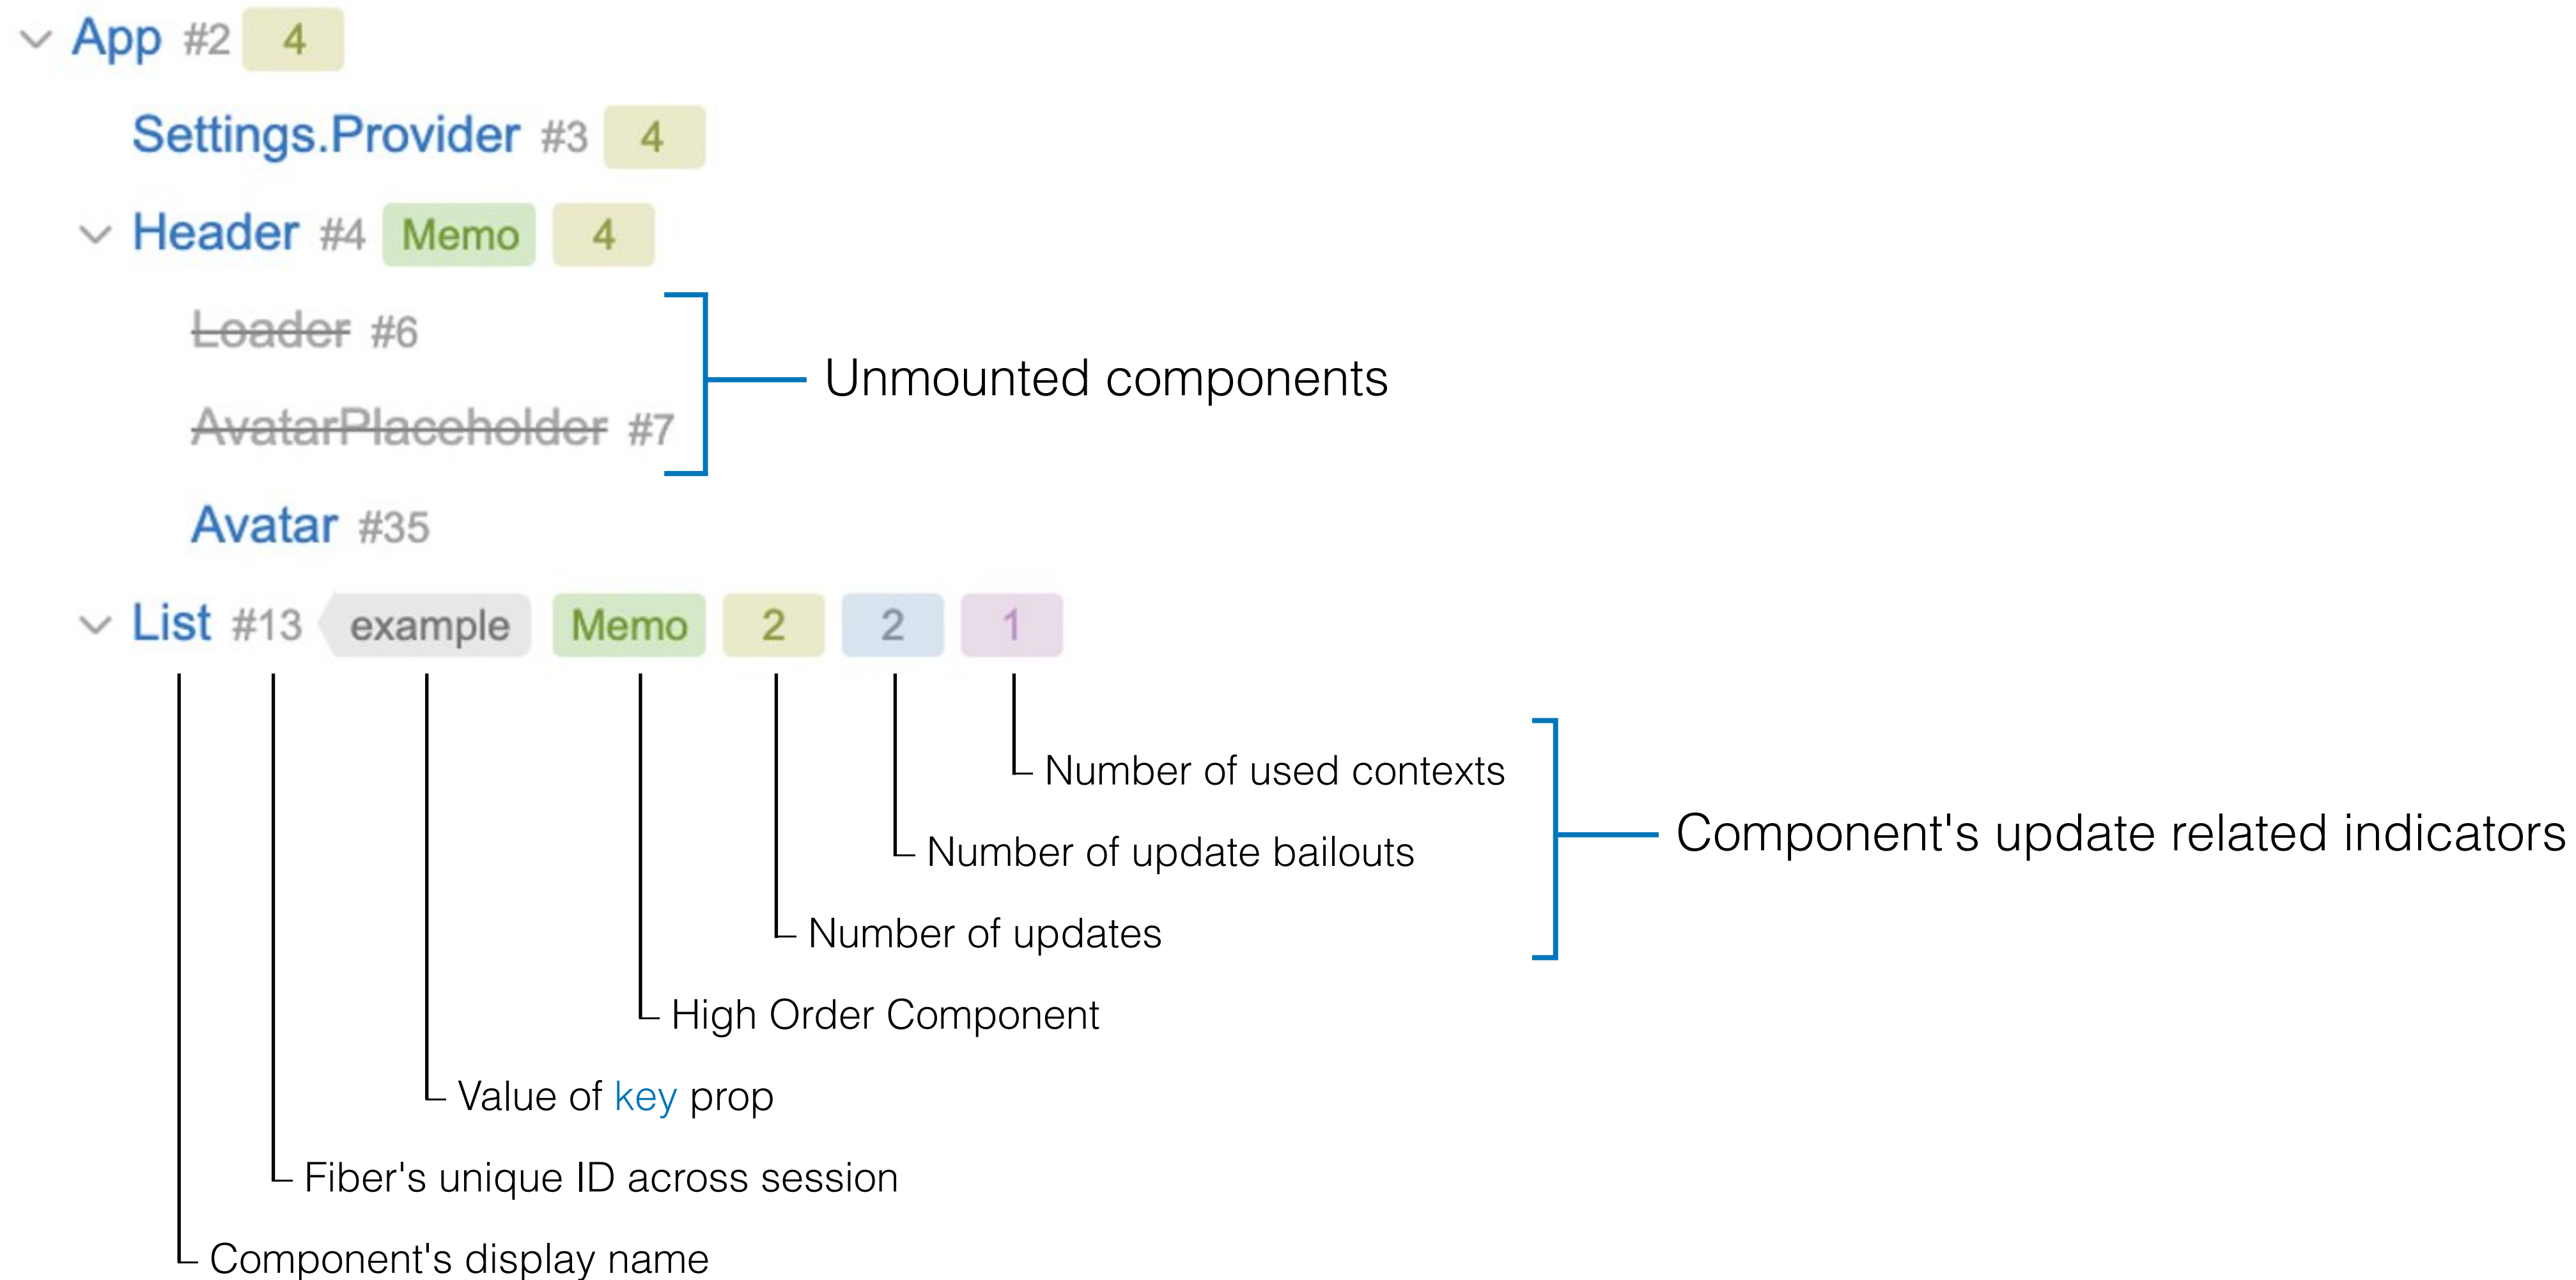 App #2 4
Settings.Provider #3 4
Header #4 Memo 4
Loader #6
AvatarPlaceholder #7
Unmounted components
Avatar #35
List #13 example Memo 2 2 1
Number of used contexts
Number of update bailouts
Number of updates
Component's update related indicators
High Order Component
Value of key prop
Fiber's unique ID across session
Component's display name